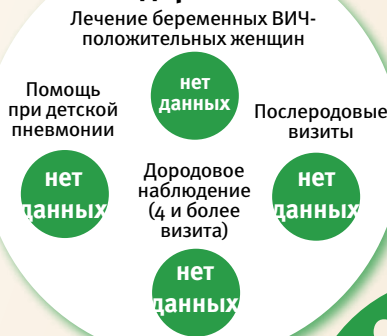 Лечение беременных ВИЧ-
положительных женщин
нет
данных
Помощь
при детской
пневмонии
нет
данных
Послеродовые
визиты
нет
данных
Дородовое
наблюдение
(4 и более
визита)
нет
данных